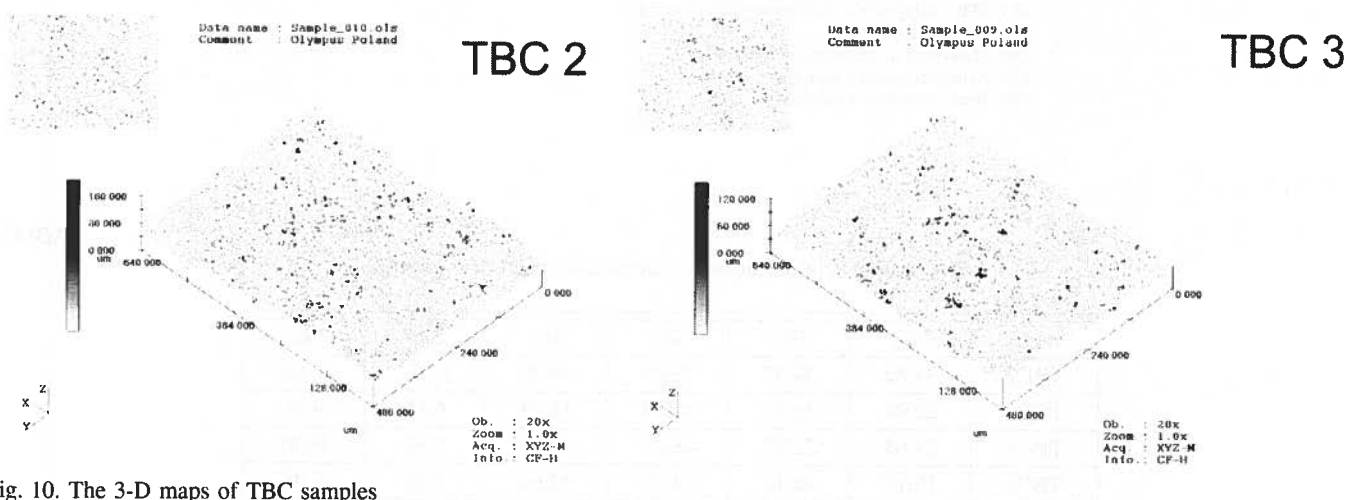 Data name : Sample_010.ols
Comment : Olympus Poland
TBC 2
160.000
80.000
0.000
um
640.000
384.000
128.000
480.000
240.000
0.000
um
Z
X
Y
Ob. : 20x
Zoom : 1.0x
Acq. : XYZ-M
Info. : CF-H
Data name : Sample_009.ols
Comment : Olympus Poland
TBC 3
120.000
60.000
0.000
um
640.000
384.000
128.000
480.000
240.000
0.000
um
Z
X
Y
Ob. : 20x
Zoom : 1.0x
Acq. : XYZ-M
Info. : CF-H
ig. 10. The 3-D maps of TBC samples